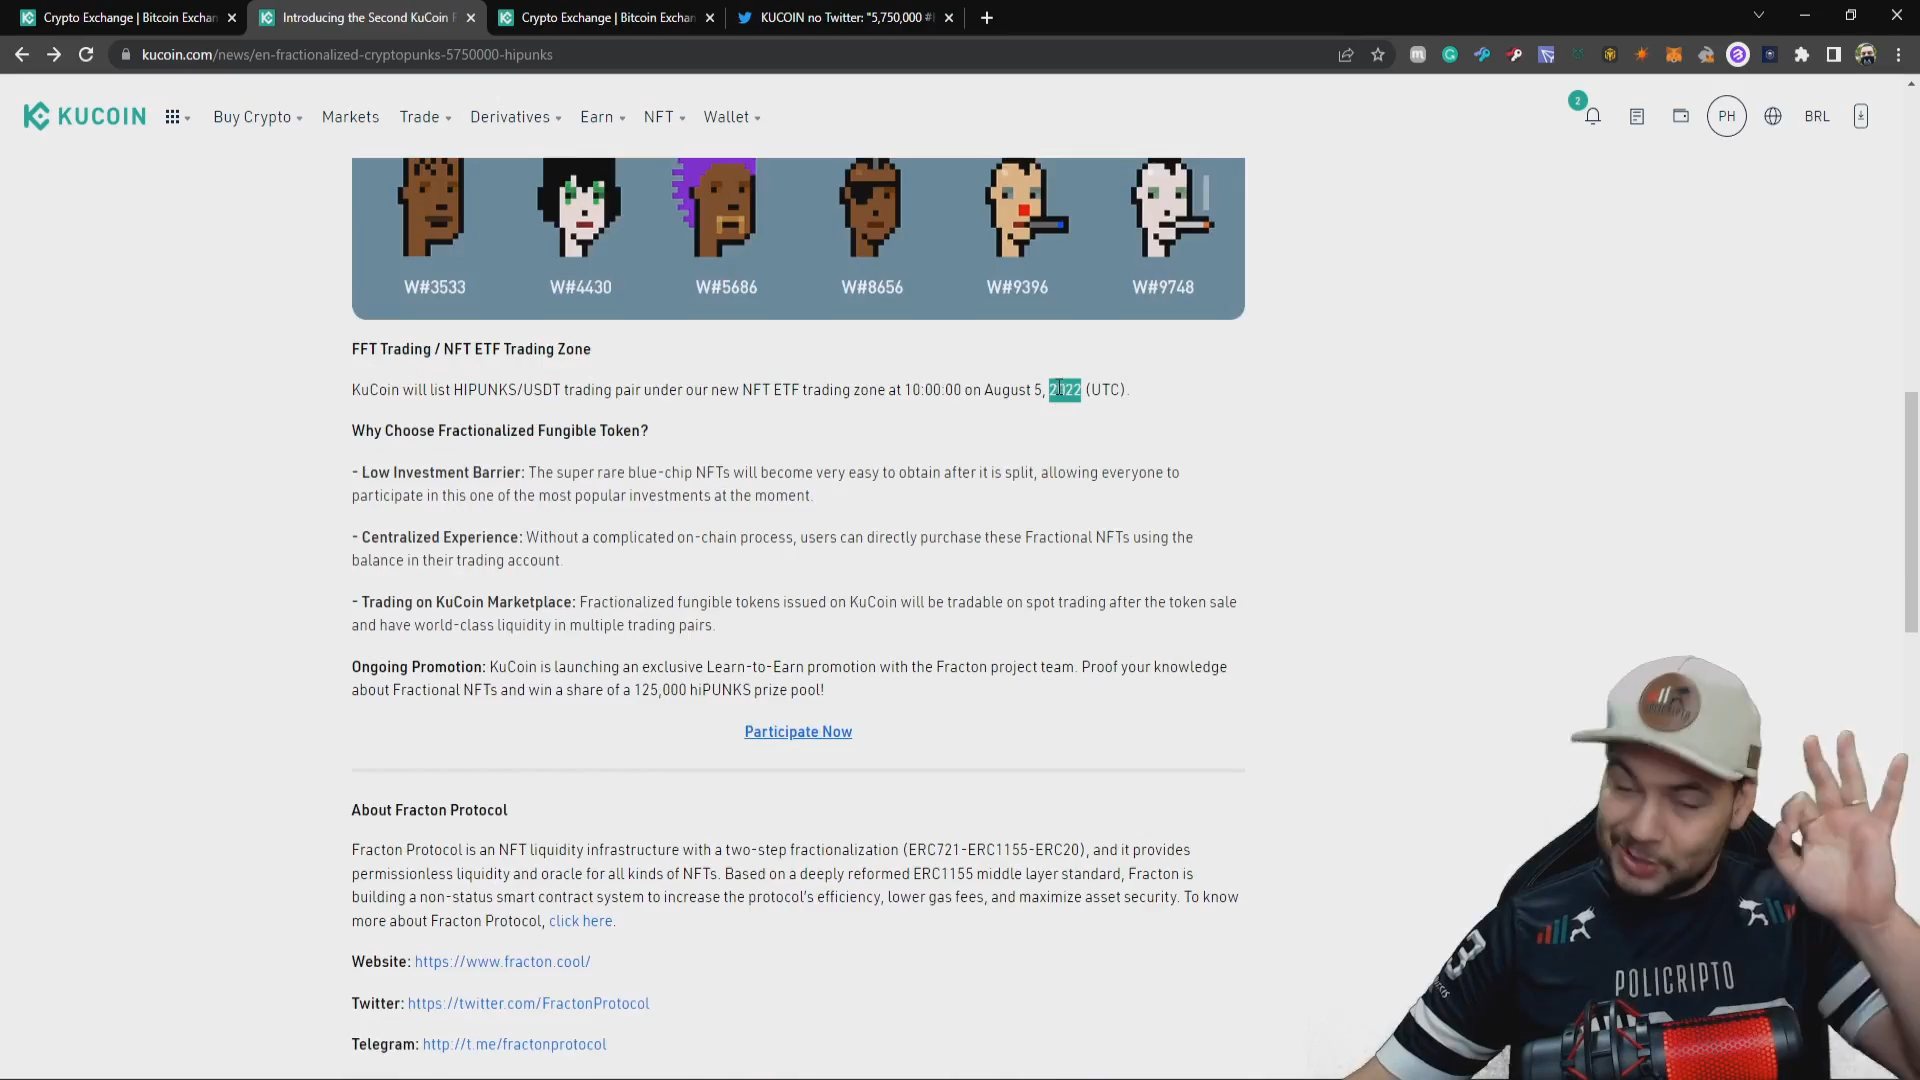 Crypto Exchange | Bitcoin Exchan
Introducing the Second KuCoin F
Crypto Exchange | Bitcoin Exchan
KUCOIN no Twitter: "5,750,000 #
kucoin.com/news/en-fractionalized-cryptopunks-5750000-hipunks
KUCOIN
Buy Crypto
Markets
Trade
Derivatives
Earn
NFT
Wallet
2
PH
BRL
W#3533
W#4430
W#5686
W#8656
W#9396
W#9748
FFT Trading / NFT ETF Trading Zone
KuCoin will list HIPUNKS/USDT trading pair under our new NFT ETF trading zone at 10:00:00 on August 5, 2022 (UTC).
Why Choose Fractionalized Fungible Token?
- Low Investment Barrier: The super rare blue-chip NFTs will become very easy to obtain after it is split, allowing everyone to
participate in this one of the most popular investments at the moment.
- Centralized Experience: Without a complicated on-chain process, users can directly purchase these Fractional NFTs using the
balance in their trading account.
- Trading on KuCoin Marketplace: Fractionalized fungible tokens issued on KuCoin will be tradable on spot trading after the token sale
and have world-class liquidity in multiple trading pairs.
Ongoing Promotion: KuCoin is launching an exclusive Learn-to-Earn promotion with the Fracton project team. Proof your knowledge
about Fractional NFTs and win a share of a 125,000 hiPUNKS prize pool!
Participate Now
About Fracton Protocol
Fracton Protocol is an NFT liquidity infrastructure with a two-step fractionalization (ERC721-ERC1155-ERC20), and it provides
permissionless liquidity and oracle for all kinds of NFTs. Based on a deeply reformed ERC1155 middle layer standard, Fracton is
building a non-status smart contract system to increase the protocol's efficiency, lower gas fees, and maximize asset security. To know
more about Fracton Protocol, click here.
Website: https://www.fracton.cool/
Twitter: https://twitter.com/FractonProtocol
Telegram: http://t.me/fractonprotocol
POLICRIPTO
3